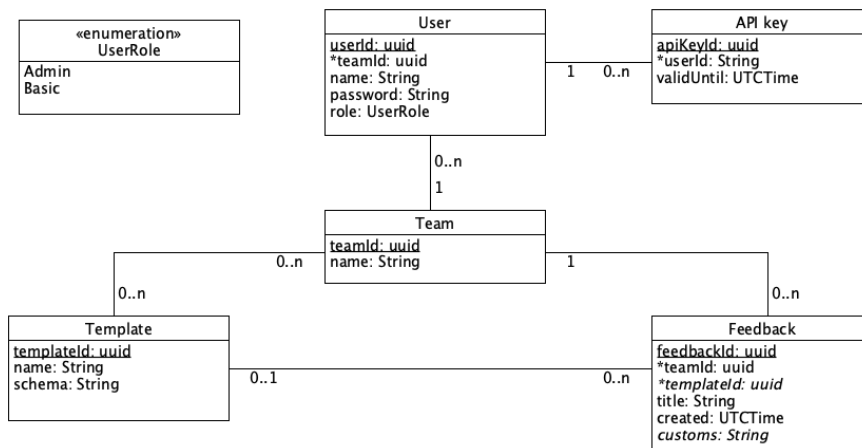 «enumeration»
UserRole
Admin
Basic
User
userId: uuid
*teamId: uuid
name: String
password: String
role: UserRole
1
0..n
API key
apiKeyId: uuid
*userId: String
validUntil: UTCTime
0..n
1
Team
teamId: uuid
name: String
0..n
0..n
1
0..n
Template
templateId: uuid
name: String
schema: String
0..1
0..n
Feedback
feedbackId: uuid
*teamId: uuid
*templateId: uuid
title: String
created: UTCTime
customs: String